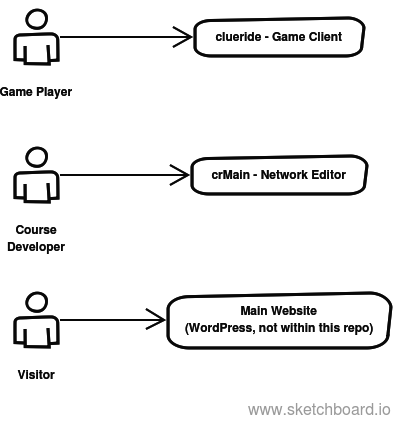 clueride - Game Client
Game Player
crMain - Network Editor
Course
Developer
Main Website
(WordPress, not within this repo)
Visitor
www.sketchboard.io